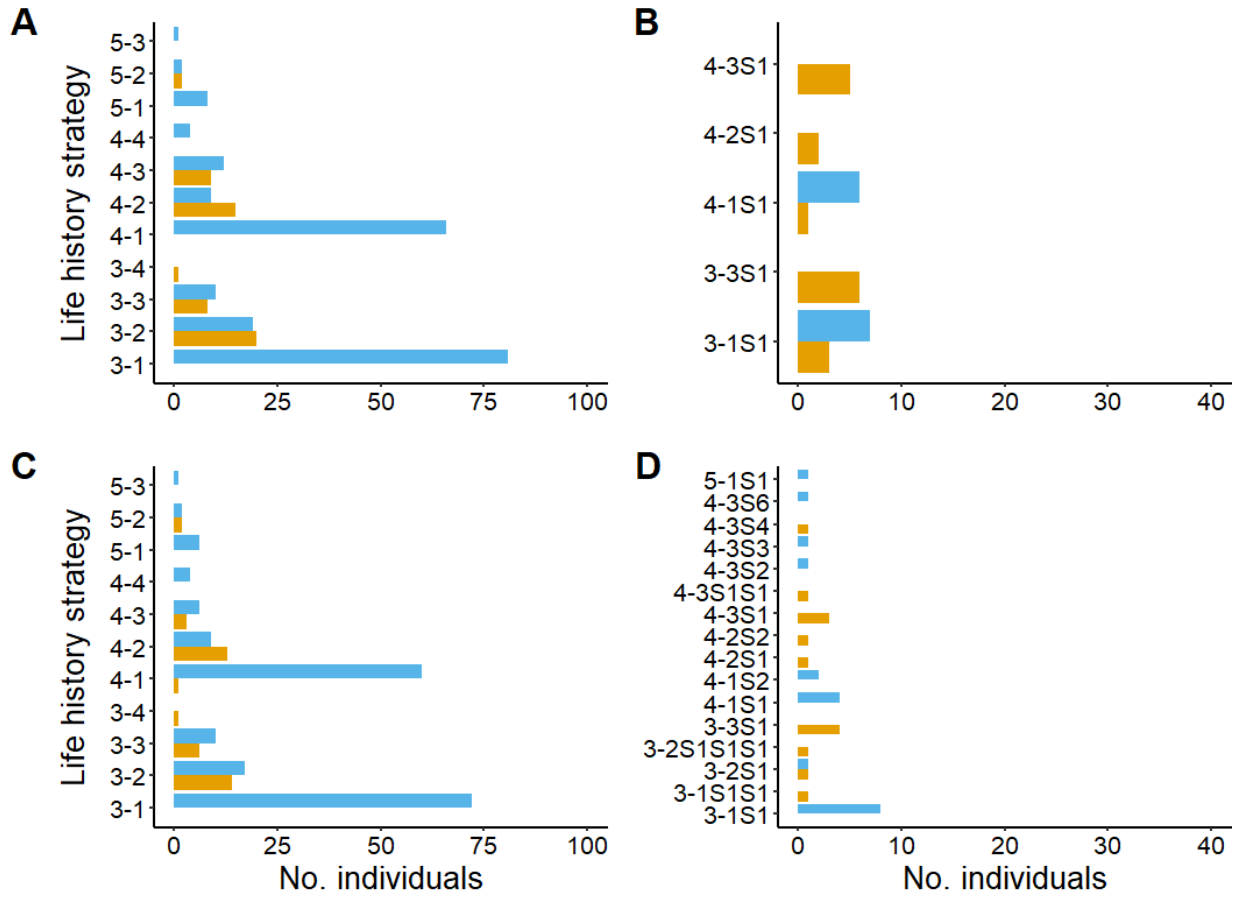 A
Life history strategy
5-3
5-2
5-1
4-4
4-3
4-2
4-1
3-4
3-3
3-2
3-1
0 25 50 75 100
B
4-3S1
4-2S1
4-1S1
3-3S1
3-1S1
0 10 20 30 40
C
Life history strategy
5-3
5-2
5-1
4-4
4-3
4-2
4-1
3-4
3-3
3-2
3-1
0 25 50 75 100
No. individuals
D
5-1S1
4-3S6
4-3S4
4-3S3
4-3S2
4-3S1S1
4-3S1
4-2S2
4-2S1
4-1S2
4-1S1
3-3S1
3-2S1S1S1
3-2S1
3-1S1S1
3-1S1
0 10 20 30 40
No. individuals